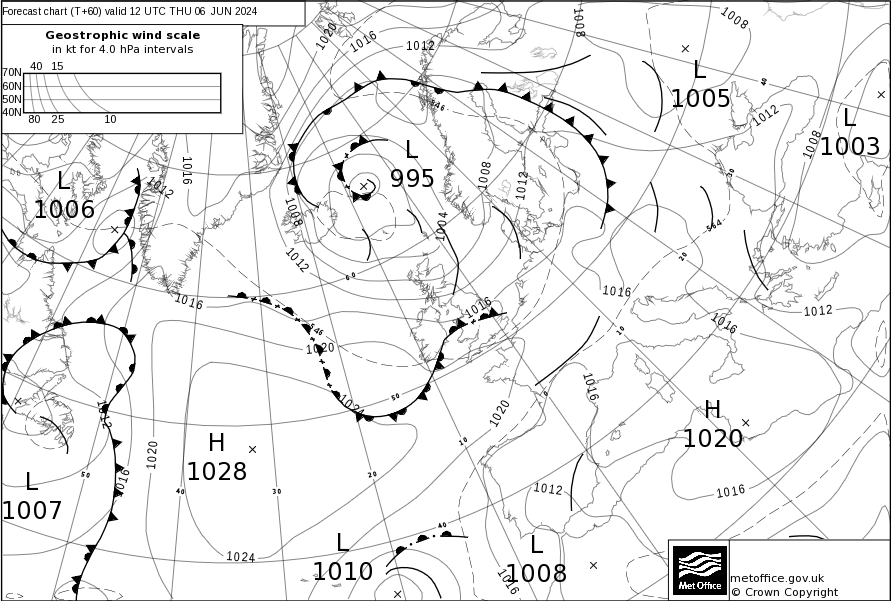 Forecast chart (T+60) valid 12 UTC THU 06 JUN 2024
Geostrophic wind scale
in kt for 4.0 hPa intervals
40 15
70N
60N
50N
40N
80 25 10
1020
1016
1012
1008
1008
L
1005
40
1012
1008
L
1003
546
L
995
1016
1012
L
1006
1008
1008
1012
1004
30
564
1012
60
20
1016
1016
1016
1012
546
1016
1020
10
1024
50
0
1016
1020
1012
H
1020
H
1028
1020
10
1016
50
40
30
20
1012
1016
L
1007
40
1024
L
1010
L
1008
1016
Met Office
metoffice.gov.uk
© Crown Copyright